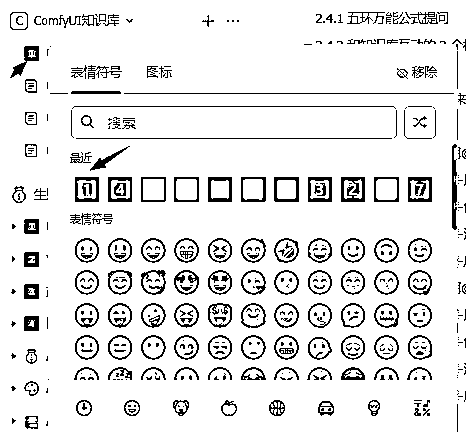 C ComfyUI知识库
2.4.1 五环万能公式提问
表情符号 图标 移除
搜索
最近
1 4 3 2 7
表情符号